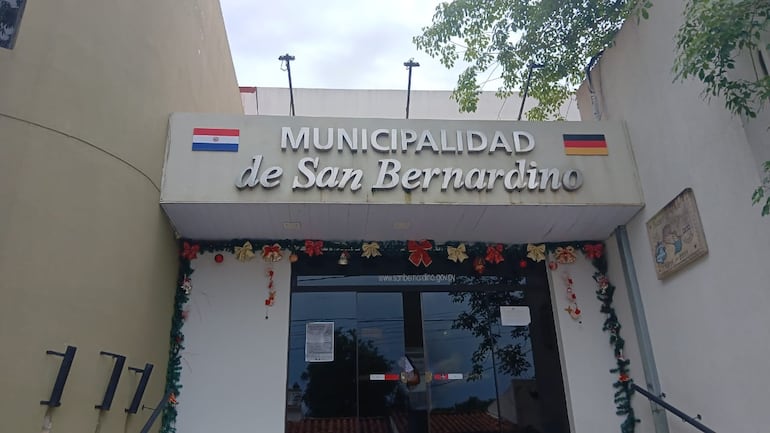 MUNICIPALIDAD
de San Bernardino
www.sanbernardino.gov.py